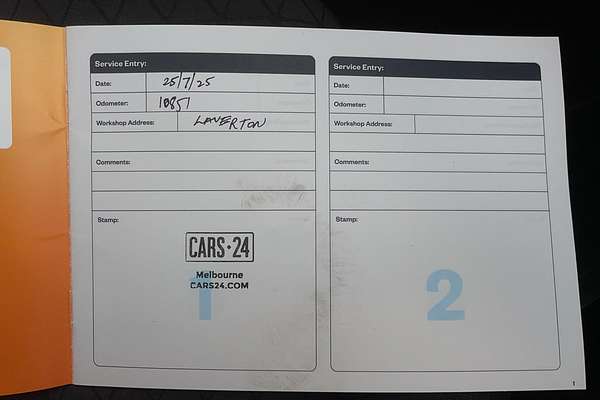 Service Entry:
Date: 25/7/25
Odometer: 10851
Workshop Address: LAVERTON
Comments:
Stamp:
CARS·24
Melbourne
CARS24.COM
1
Service Entry:
Date:
Odometer:
Workshop Address:
Comments:
Stamp:
2
1